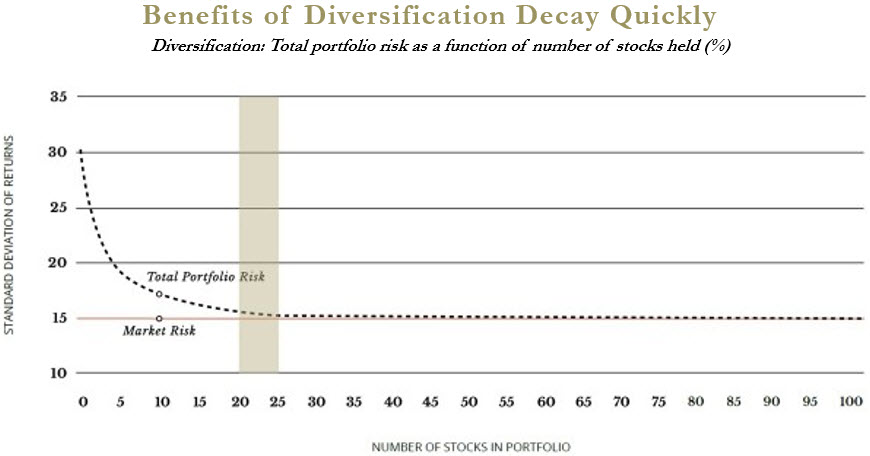 Benefits of Diversification Decay Quickly
Diversification: Total portfolio risk as a function of number of stocks held (%)
STANDARD DEVIATION OF RETURNS
35
30
25
20
15
10
Total Portfolio Risk
Market Risk
0 5 10 15 20 25 30 35 40 45 50 55 60 65 70 75 80 85 90 95 100
NUMBER OF STOCKS IN PORTFOLIO